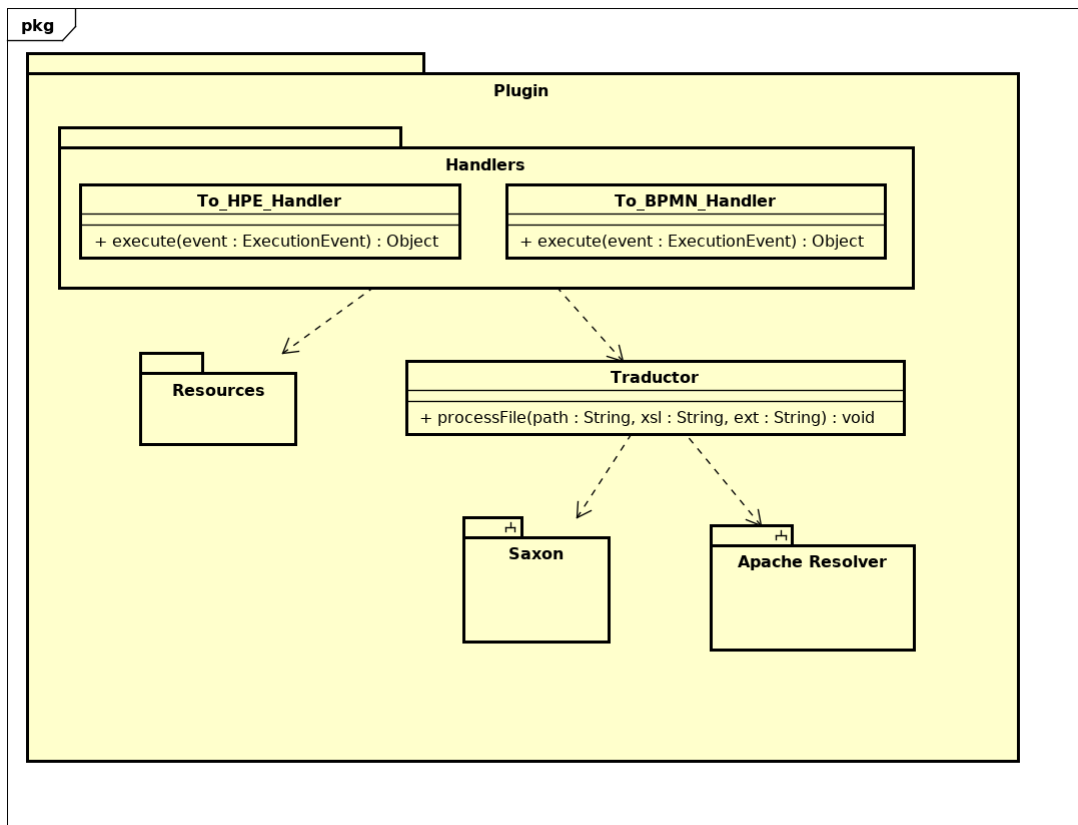 pkg
Plugin
Handlers
To_HPE_Handler
+ execute(event : ExecutionEvent) : Object
To_BPMN_Handler
+ execute(event : ExecutionEvent) : Object
Resources
Traductor
+ processFile(path : String, xsl : String, ext : String) : void
Saxon
Apache Resolver